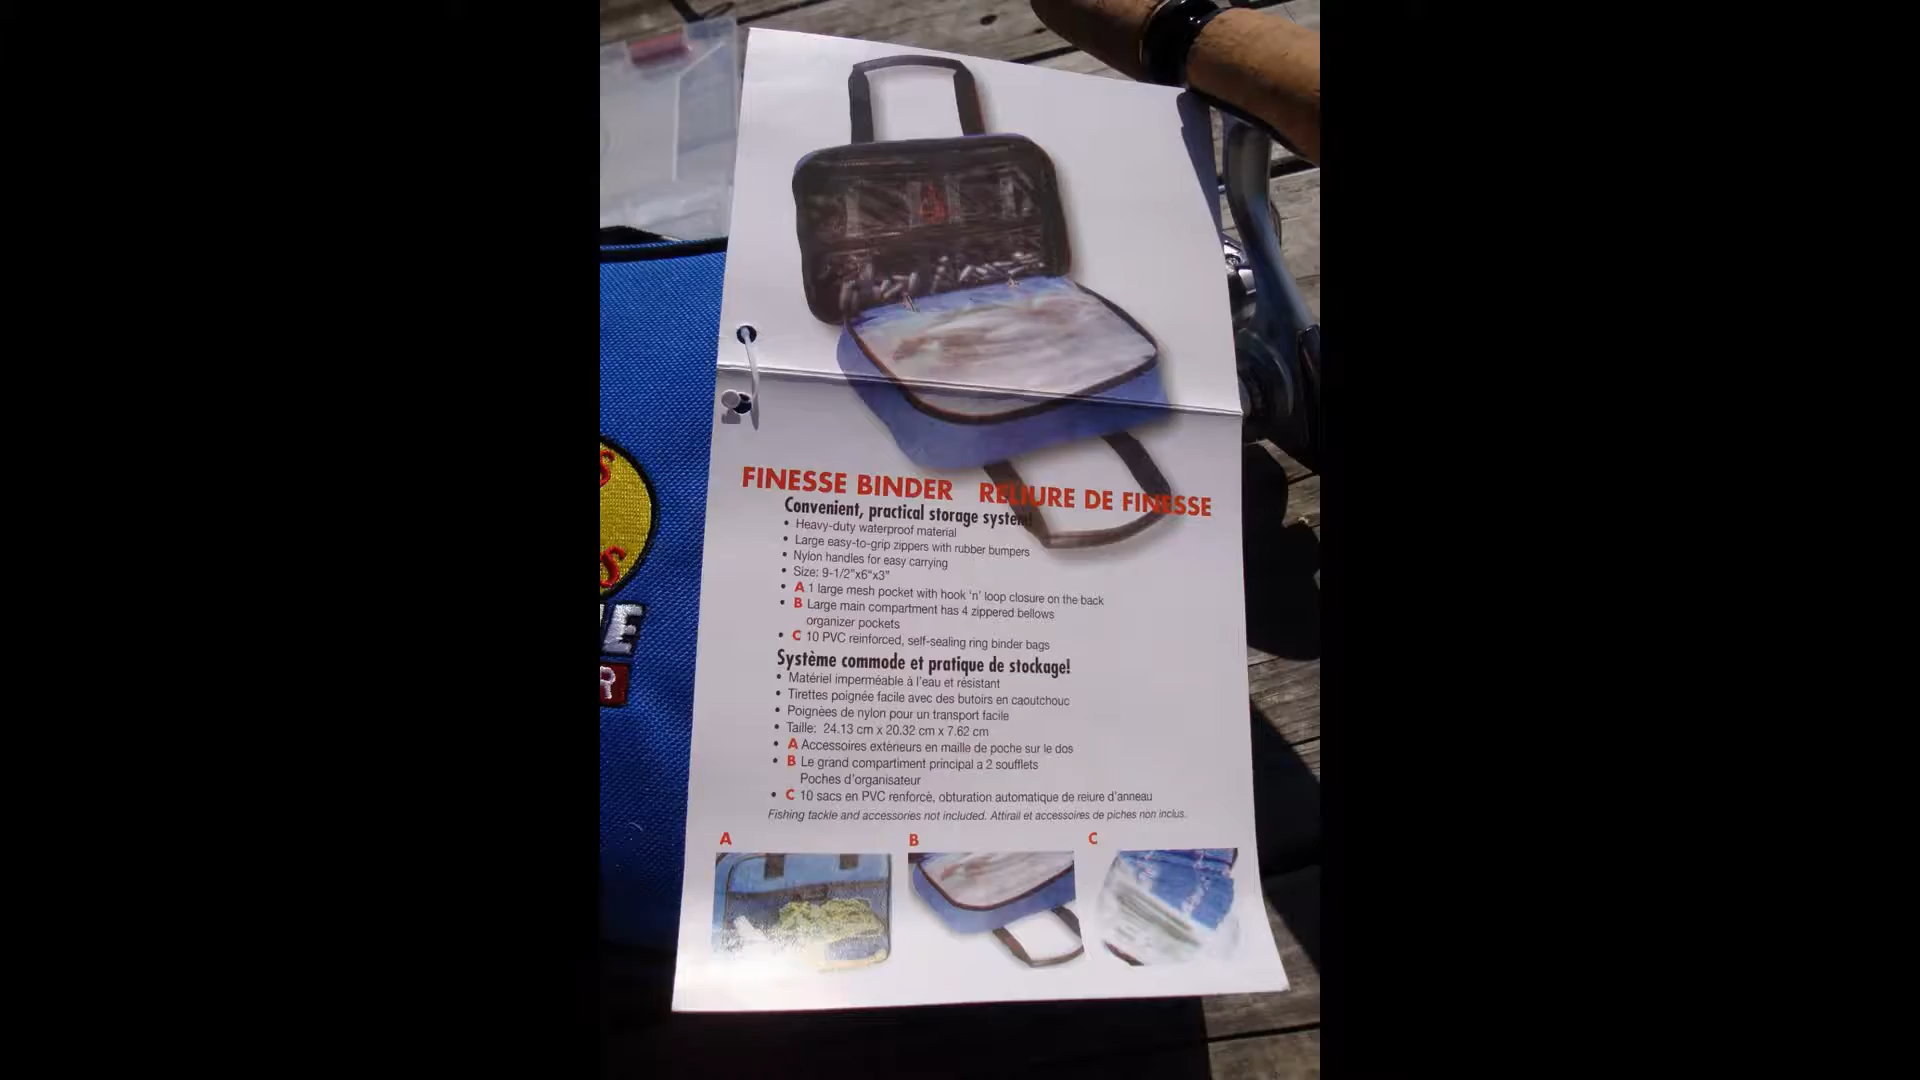 FINESSE BINDER RELIURE DE FINESSE
Convenient, practical storage system!
• Heavy-duty waterproof material
• Large easy-to-grip zippers with rubber bumpers
• Nylon handles for easy carrying
• Size: 9-1/2"x6"x3"
• A 1 large mesh pocket with hook 'n' loop closure on the back
• B Large main compartment has 4 zippered bellows
organizer pockets
• C 10 PVC reinforced, self-sealing ring binder bags
Système commode et pratique de stockage!
• Matériel imperméable à l'eau et résistant
• Tirettes poignée facile avec des butoirs en caoutchouc
• Poignées de nylon pour un transport facile
• Taille: 24.13 cm x 20.32 cm x 7.62 cm
• A Accessoires extèrieurs en maille de poche sur le dos
• B Le grand compartiment principal a 2 soufflets
Poches d'organisateur
• C 10 sacs en PVC renforcè, obturation automatique de reiure d'anneau
Fishing tackle and accessories not included. Attirail et accessoires de piches non inclus.
A B C